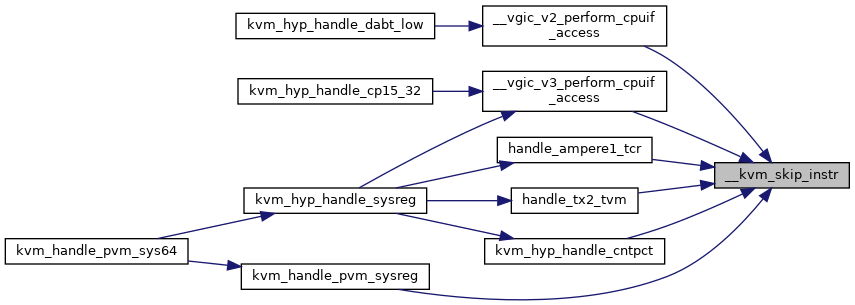 kvm_hyp_handle_dabt_low
__vgic_v2_perform_cpuif
_access
kvm_hyp_handle_cp15_32
__vgic_v3_perform_cpuif
_access
handle_ampere1_tcr
__kvm_skip_instr
kvm_hyp_handle_sysreg
handle_tx2_tvm
kvm_handle_pvm_sys64
kvm_hyp_handle_cntpct
kvm_handle_pvm_sysreg